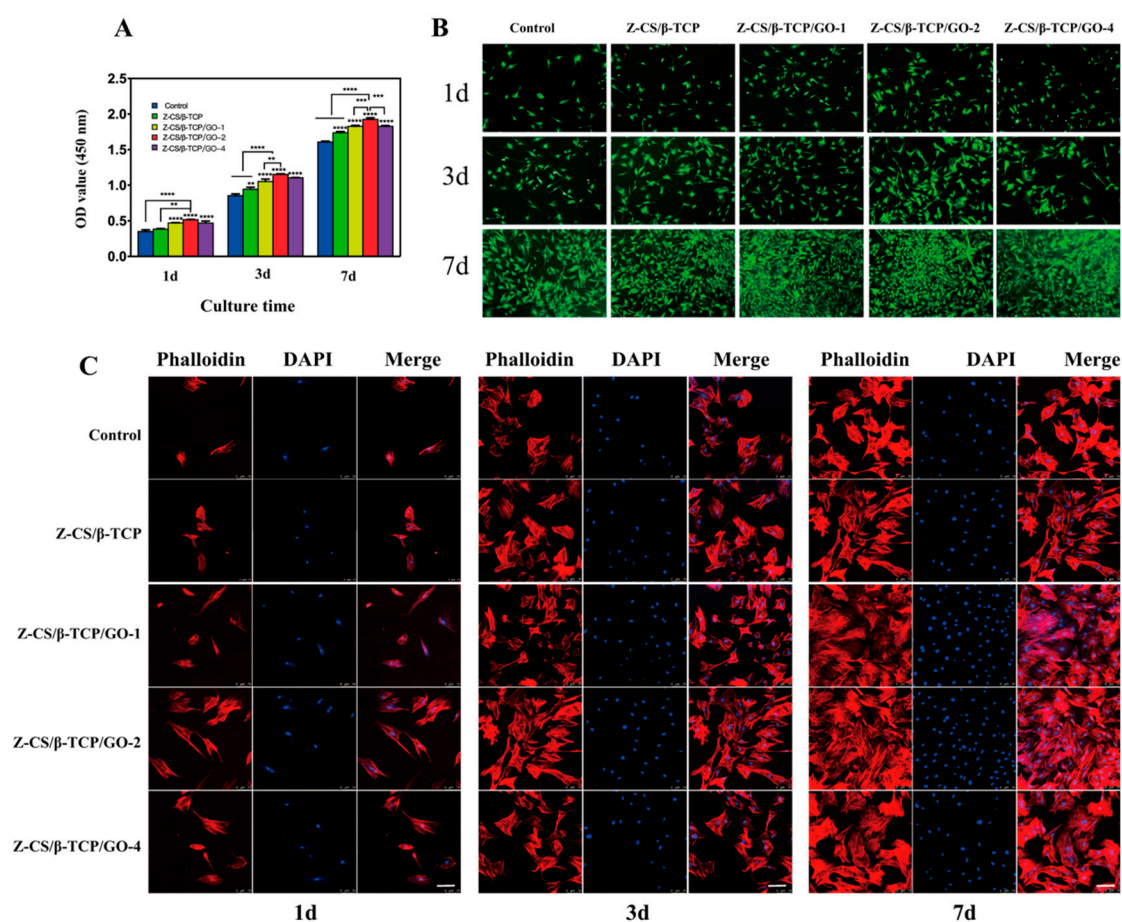 A
OD value (450 nm)
2.5
2.0
1.5
1.0
0.5
0.0
Control
Z-CS/β-TCP
Z-CS/β-TCP/GO-1
Z-CS/β-TCP/GO-2
Z-CS/β-TCP/GO-4
**** ** **** **** ****
**** ** ** **** **** ****
**** *** *** **** **** **** ****
1d 3d 7d
Culture time
B
Control Z-CS/β-TCP Z-CS/β-TCP/GO-1 Z-CS/β-TCP/GO-2 Z-CS/β-TCP/GO-4
1d
3d
7d
C
Phalloidin DAPI Merge Phalloidin DAPI Merge Phalloidin DAPI Merge
Control
Z-CS/β-TCP
Z-CS/β-TCP/GO-1
Z-CS/β-TCP/GO-2
Z-CS/β-TCP/GO-4
1d 3d 7d